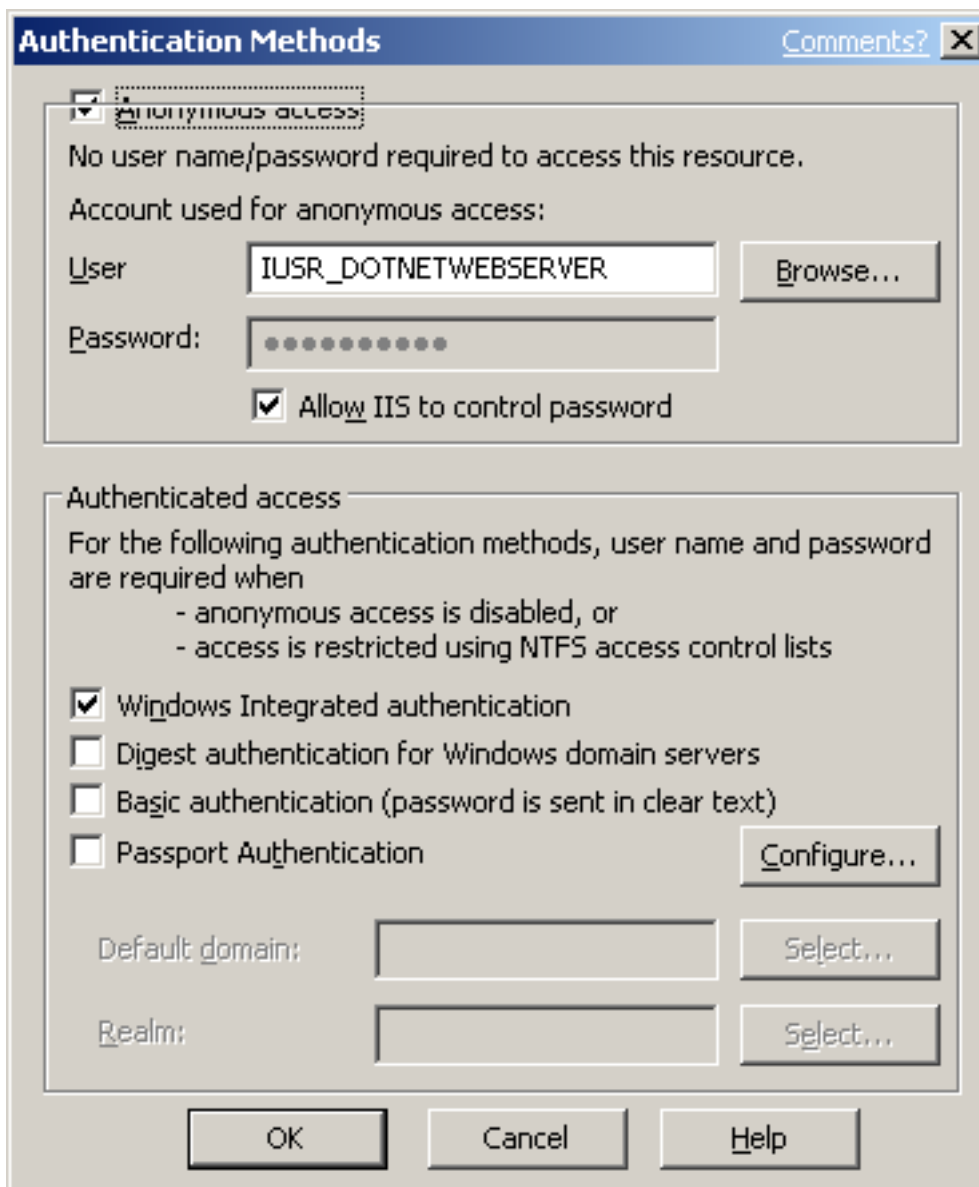 Authentication Methods Comments?
Anonymous access
No user name/password required to access this resource.
Account used for anonymous access:
User IUSR_DOTNETWEBSERVER Browse...
Password: ●●●●●●●●●●
Allow IIS to control password
Authenticated access
For the following authentication methods, user name and password
are required when
- anonymous access is disabled, or
- access is restricted using NTFS access control lists
Windows Integrated authentication
Digest authentication for Windows domain servers
Basic authentication (password is sent in clear text)
Passport Authentication Configure...
Default domain: Select...
Realm: Select...
OK Cancel Help